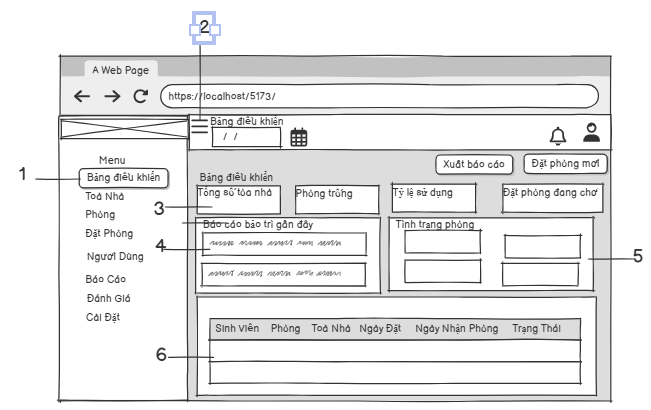 2
A Web Page
https://localhost/5173/
Bảng điều khiển
/ /
Menu
Xuất báo cáo
Đặt phòng mới
1
Bảng điều khiển
Bảng điều khiển
Toà Nhà
Tổng số tòa nhà
Phòng trống
Tỷ lệ sử dụng
Đặt phòng đang chờ
3
Phòng
Báo cáo bảo trì gần đây
Tình trạng phòng
Đặt Phòng
4
Người Dùng
5
Báo Cáo
Đánh Giá
Cài Đặt
Sinh Viên Phòng Toà Nhà Ngày Đặt Ngày Nhận Phòng Trạng Thái
6